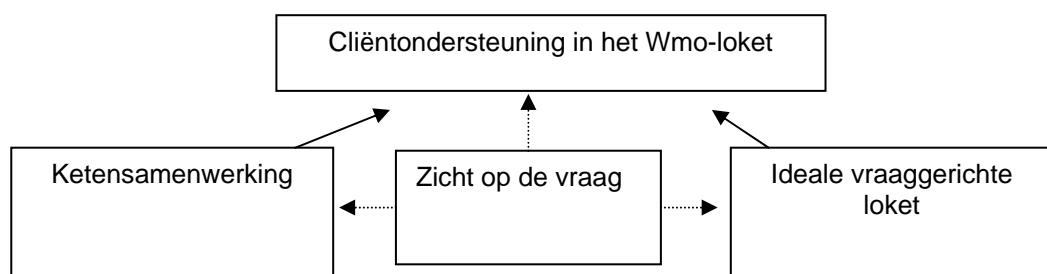 Cliëntondersteuning in het Wmo-loket
Ketensamenwerking
Zicht op de vraag
Ideale vraaggerichte
loket